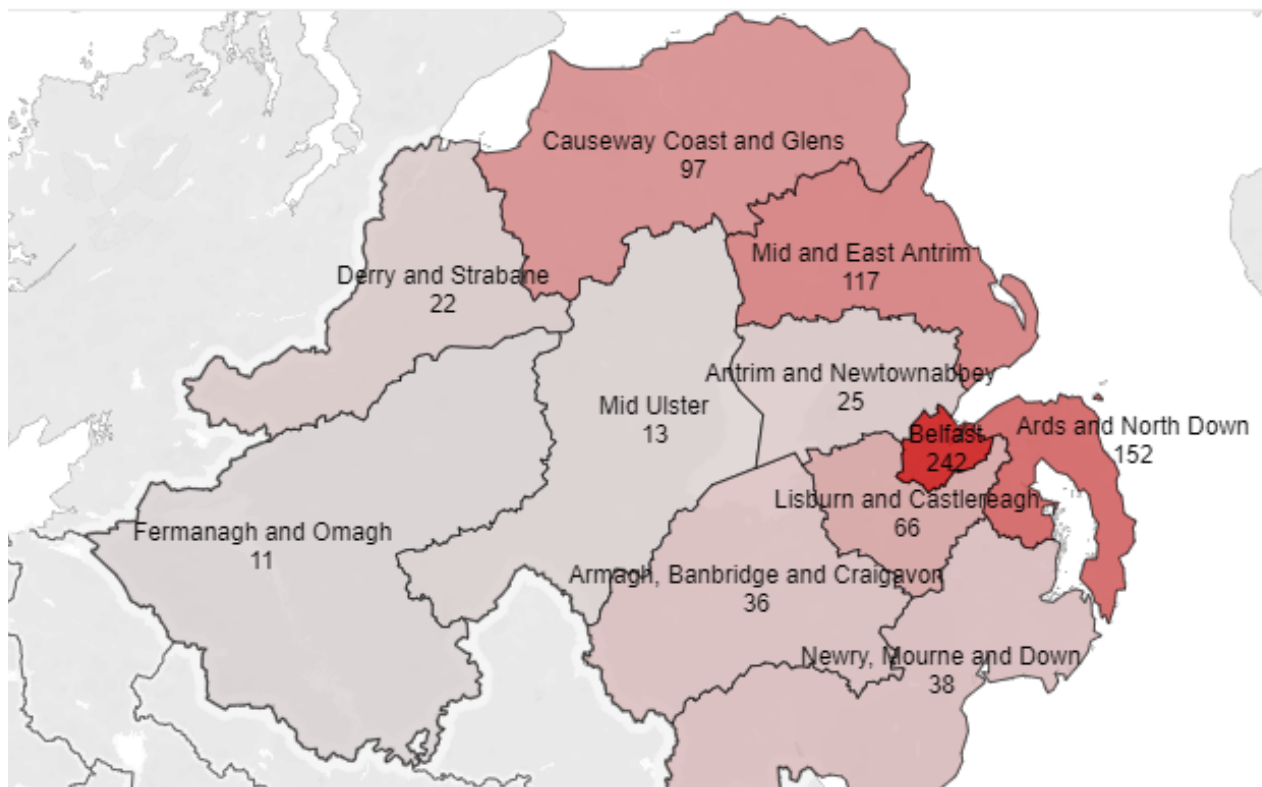 Causeway Coast and Glens
97
Mid and East Antrim
117
Derry and Strabane
22
Antrim and Newtownabbey
25
Mid Ulster
13
Belfast
242
Ards and North Down
152
Lisburn and Castlereagh
66
Fermanagh and Omagh
11
Armagh, Banbridge and Craigavon
36
Newry, Mourne and Down
38